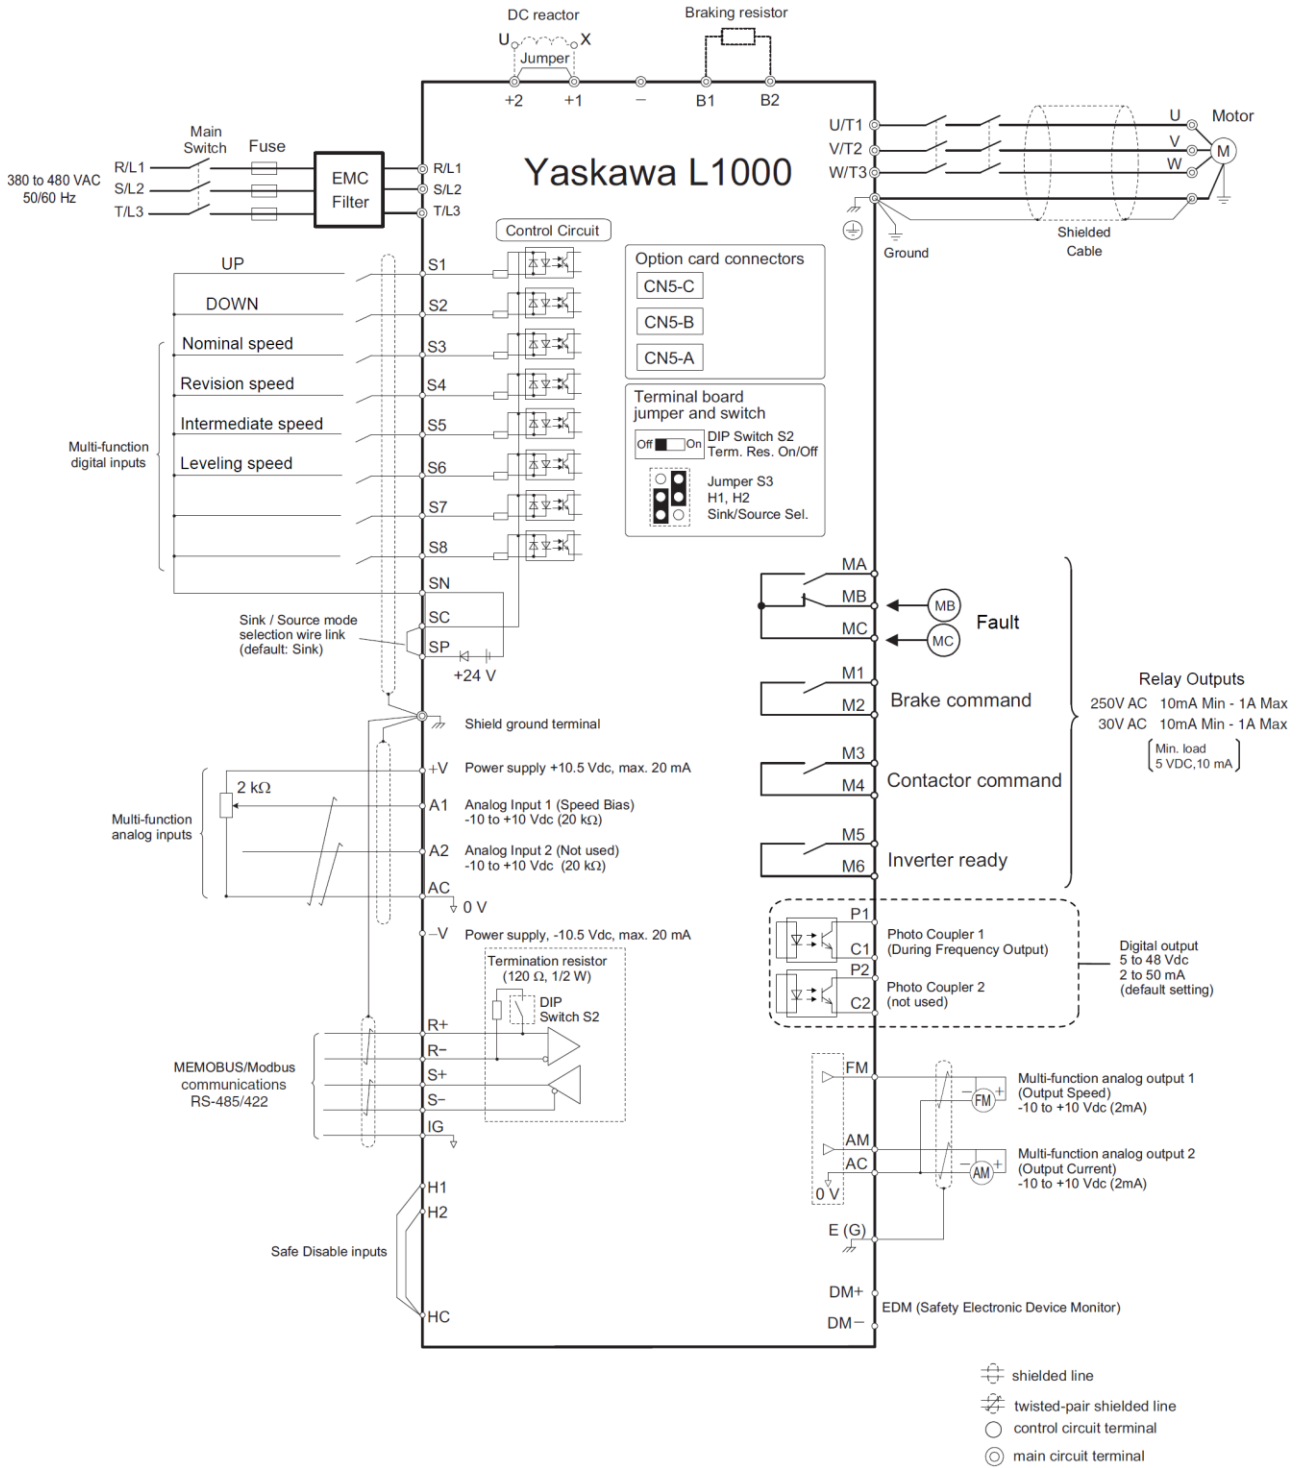 DC reactor
Braking resistor
U
X
Jumper
+2
+1
−
B1
B2
Main
Switch
Fuse
380 to 480 VAC
50/60 Hz
R/L1
S/L2
T/L3
EMC
Filter
R/L1
S/L2
T/L3
Yaskawa L1000
U/T1
V/T2
W/T3
U
V
W
Motor
M
Ground
Shielded
Cable
Control Circuit
UP
S1
DOWN
S2
Nominal speed
S3
Revision speed
S4
Intermediate speed
S5
Leveling speed
S6
S7
S8
Multi-function
digital inputs
SN
SC
SP
+24 V
Sink / Source mode
selection wire link
(default: Sink)
Option card connectors
CN5-C
CN5-B
CN5-A
Terminal board
jumper and switch
Off
On
DIP Switch S2
Term. Res. On/Off
Jumper S3
H1, H2
Sink/Source Sel.
MA
MB
MC
MB
MC
Fault
M1
M2
Brake command
M3
M4
Contactor command
M5
M6
Inverter ready
Relay Outputs
250V AC 10mA Min - 1A Max
30V AC 10mA Min - 1A Max
Min. load
5 VDC,10 mA
Shield ground terminal
Multi-function
analog inputs
2 kΩ
+V
Power supply +10.5 Vdc, max. 20 mA
A1
Analog Input 1 (Speed Bias)
-10 to +10 Vdc (20 kΩ)
A2
Analog Input 2 (Not used)
-10 to +10 Vdc (20 kΩ)
AC
0 V
−V
Power supply, -10.5 Vdc, max. 20 mA
P1
C1
Photo Coupler 1
(During Frequency Output)
P2
C2
Photo Coupler 2
(not used)
Digital output
5 to 48 Vdc
2 to 50 mA
(default setting)
Termination resistor
(120 Ω, 1/2 W)
DIP
Switch S2
MEMOBUS/Modbus
communications
RS-485/422
R+
R−
S+
S−
IG
FM
FM
− +
Multi-function analog output 1
(Output Speed)
-10 to +10 Vdc (2mA)
AM
AC
0 V
AM
− +
Multi-function analog output 2
(Output Current)
-10 to +10 Vdc (2mA)
E (G)
H1
H2
Safe Disable inputs
HC
DM+
DM−
EDM (Safety Electronic Device Monitor)
shielded line
twisted-pair shielded line
control circuit terminal
main circuit terminal